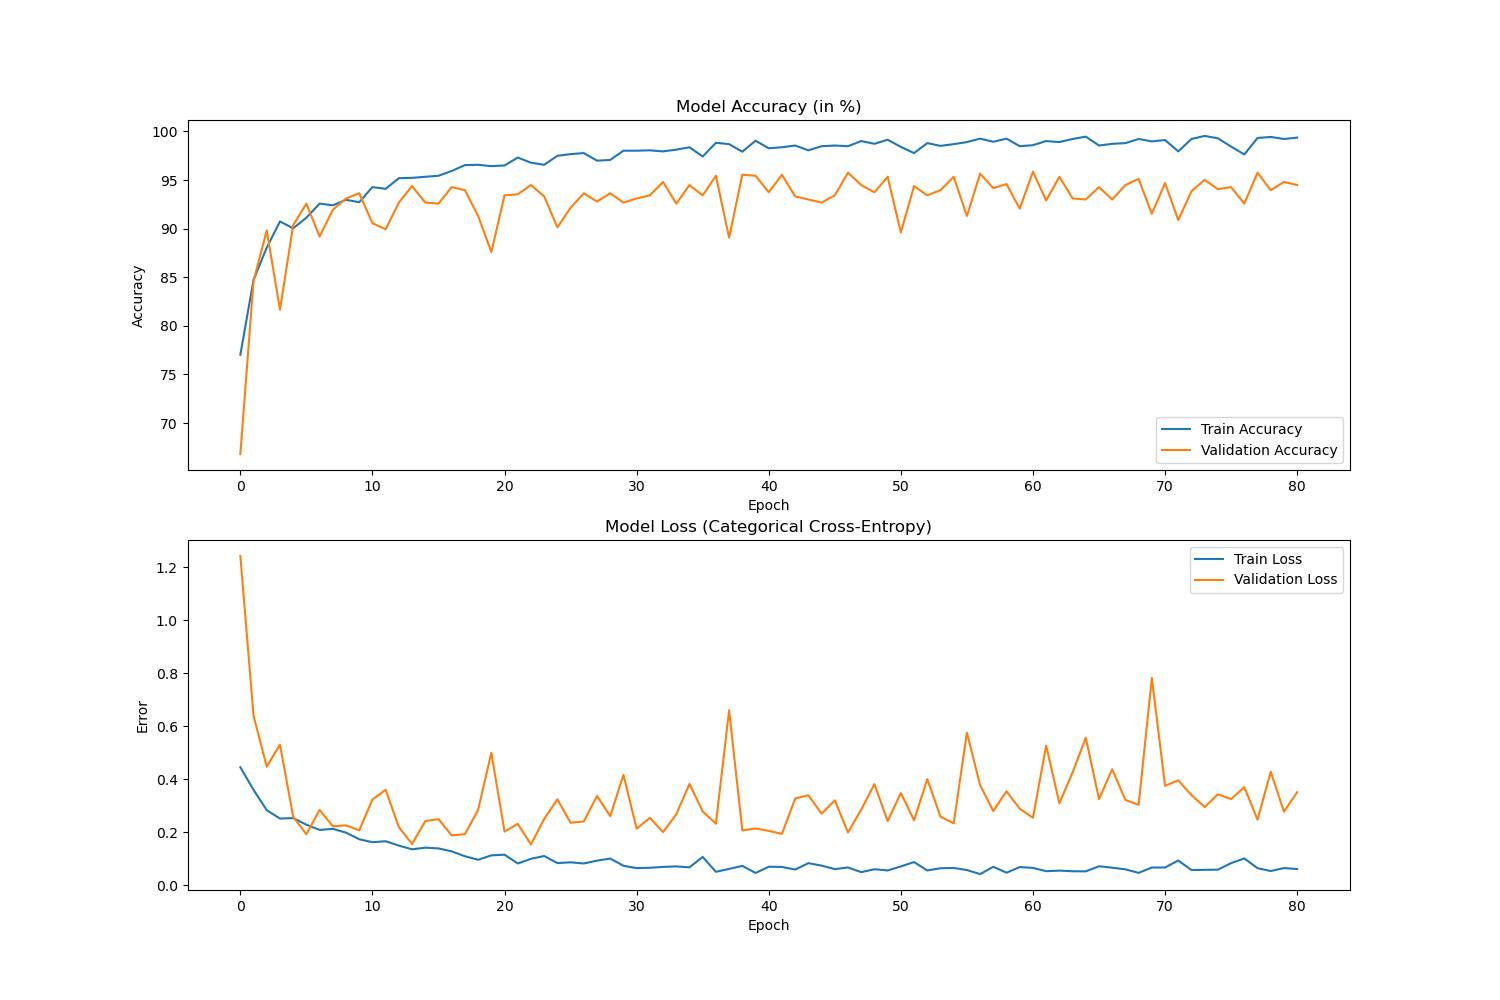 Model Accuracy (in %)
100
95
90
85
80
75
70
Accuracy
Train Accuracy
Validation Accuracy
0 10 20 30 40 50 60 70 80
Epoch
Model Loss (Categorical Cross-Entropy)
1.2
1.0
0.8
0.6
0.4
0.2
0.0
Error
Train Loss
Validation Loss
0 10 20 30 40 50 60 70 80
Epoch